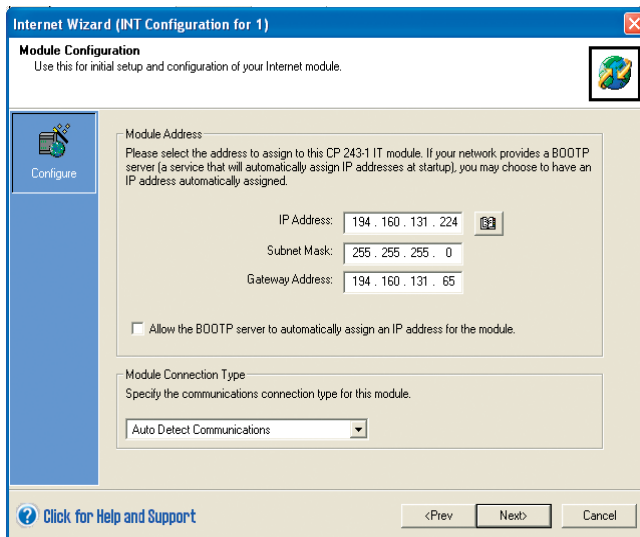 Internet Wizard (INT Configuration for 1)
Module Configuration
Use this for initial setup and configuration of your Internet module.
Configure
Module Address
Please select the address to assign to this CP 243-1 IT module. If your network provides a BOOTP
server (a service that will automatically assign IP addresses at startup), you may choose to have an
IP address automatically assigned.
IP Address: 194 . 160 . 131 . 224
Subnet Mask: 255 . 255 . 255 . 0
Gateway Address: 194 . 160 . 131 . 65
Allow the BOOTP server to automatically assign an IP address for the module.
Module Connection Type
Specify the communications connection type for this module.
Auto Detect Communications
Click for Help and Support
<Prev Next> Cancel